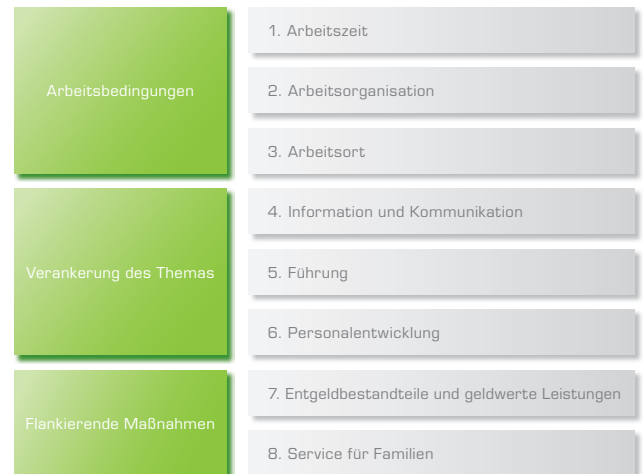 Arbeitsbedingungen
1. Arbeitszeit
2. Arbeitsorganisation
3. Arbeitsort
Verankerung des Themas
4. Information und Kommunikation
5. Führung
6. Personalentwicklung
Flankierende Maßnahmen
7. Entgeldbestandteile und geldwerte Leistungen
8. Service für Familien